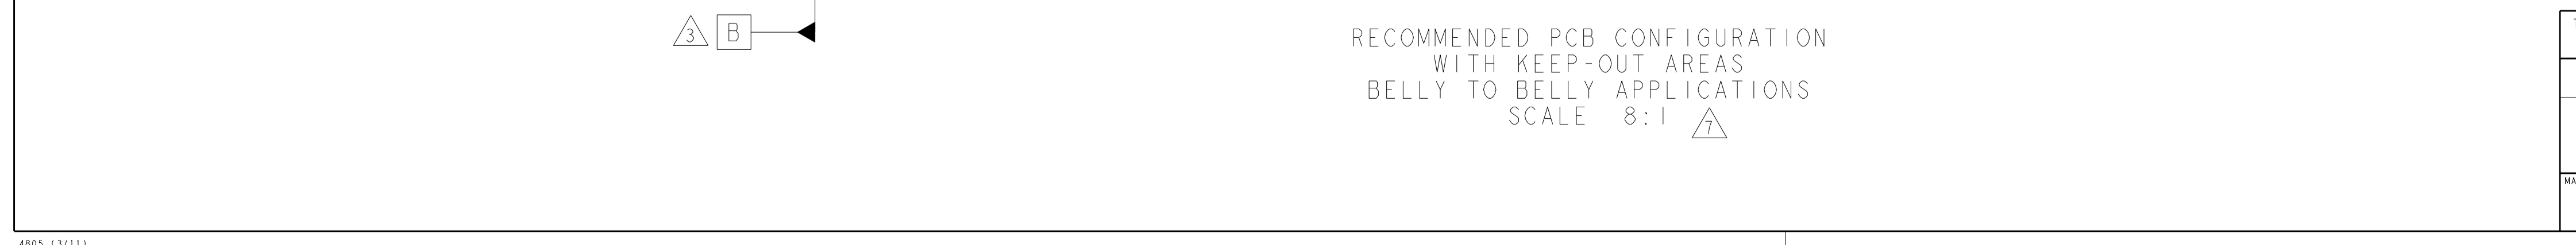 3 B
RECOMMENDED PCB CONFIGURATION
WITH KEEP-OUT AREAS
BELLY TO BELLY APPLICATIONS
SCALE 8:1 7
MA
4805 (3/11)